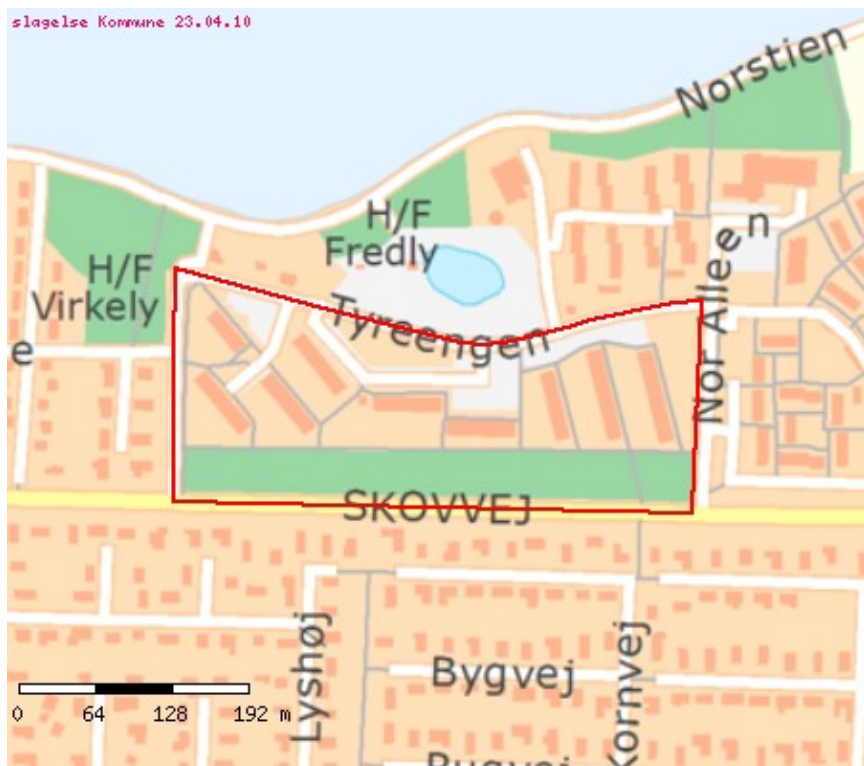 slagelse Kommune 23.04.10
Norstien
H/F
Fredly
H/F
Virkely
e
Tyreengen
Nor Alleen
SKOVVEJ
Lyshøj
Bygvej
Kornvej
Rugvej
0 64 128 192 m